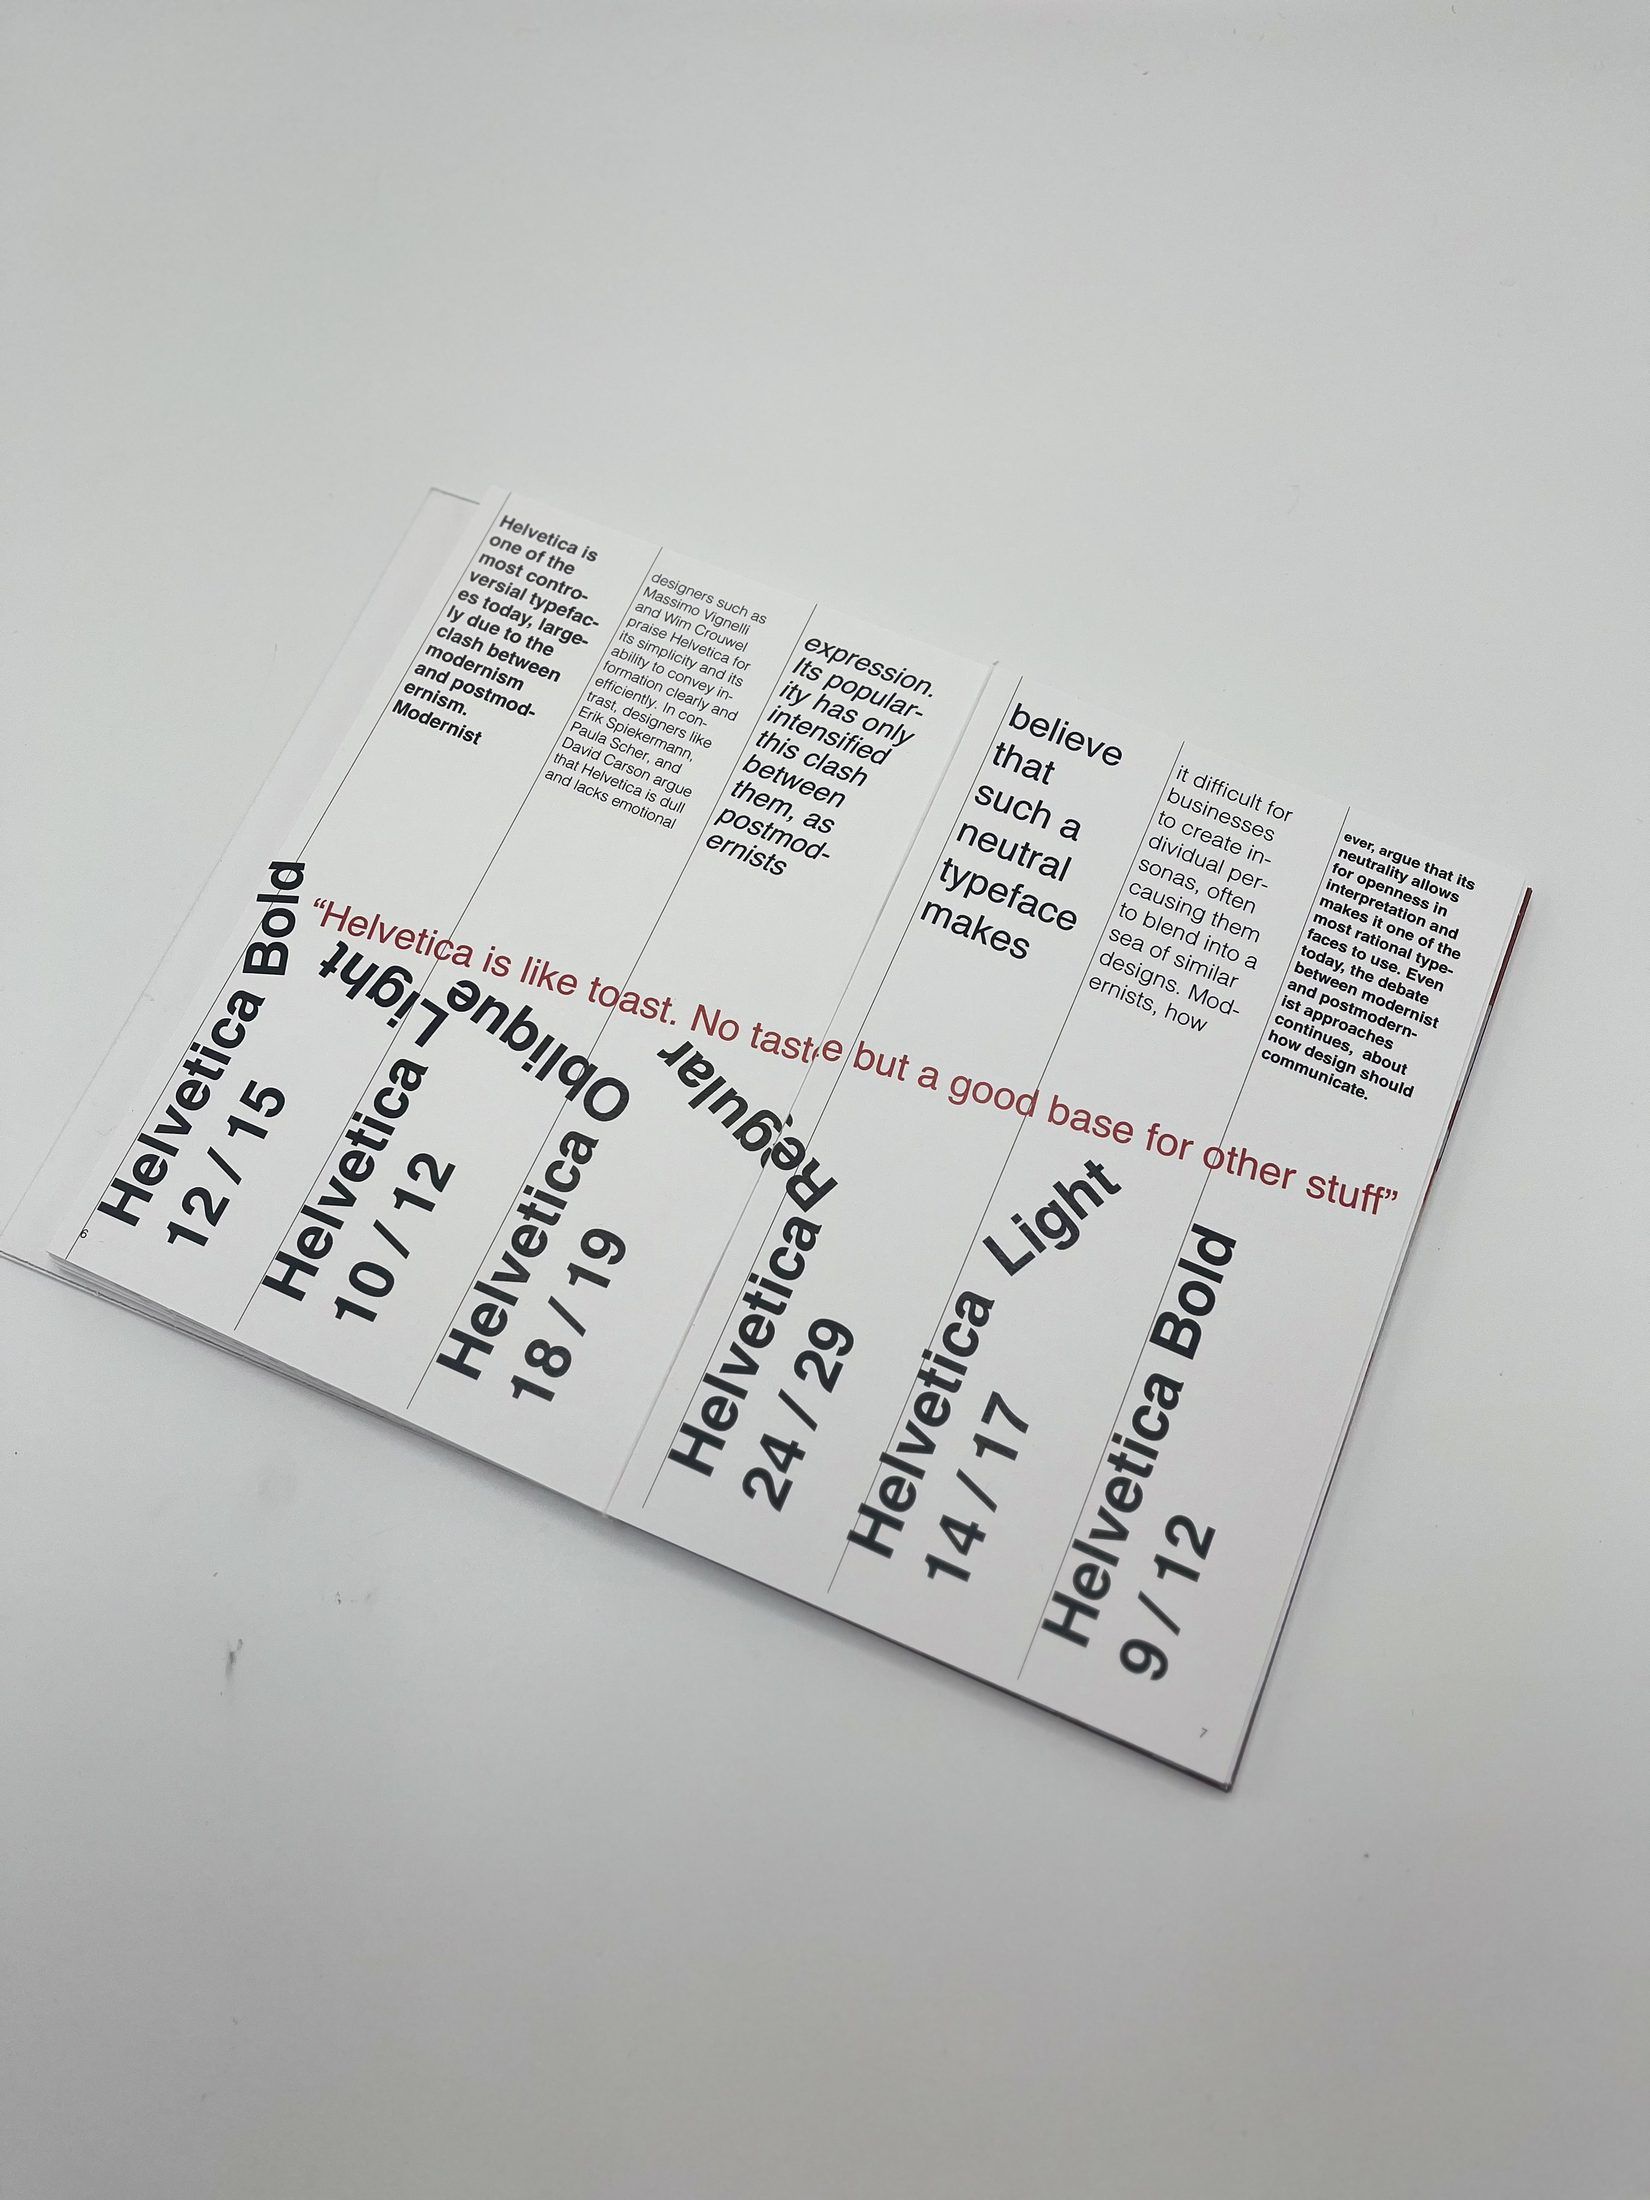 Helvetica is
one of the
most contro-
versial typefac-
es today, large-
ly due to the
clash between
modernism
and postmod-
ernism.
Modernist
designers such as
Massimo Vignelli
and Wim Crouwel
praise Helvetica for
its simplicity and its
ability to convey in-
formation clearly and
efficiently. In con-
trast, designers like
Erik Spiekermann,
Paula Scher, and
David Carson argue
that Helvetica is dull
and lacks emotional
expression.
Its popular-
ity has only
intensified
this clash
between
them, as
postmod-
ernists
believe
that
such a
neutral
typeface
makes
it difficult for
businesses
to create in-
dividual per-
sonas, often
causing them
to blend into a
sea of similar
designs. Mod-
ernists, how
ever, argue that its
neutrality allows
for openness in
interpretation and
makes it one of the
most rational type-
faces to use. Even
today, the debate
between modernist
and postmodern-
ist approaches
continues, about
how design should
communicate.
“Helvetica is like toast. No taste but a good base for other stuff”
Helvetica Bold
12 / 15
Helvetica Light
10 / 12
Helvetica Oblique
18 / 19
Helvetica Regular
24 / 29
Helvetica Light
14 / 17
Helvetica Bold
9 / 12
6
7